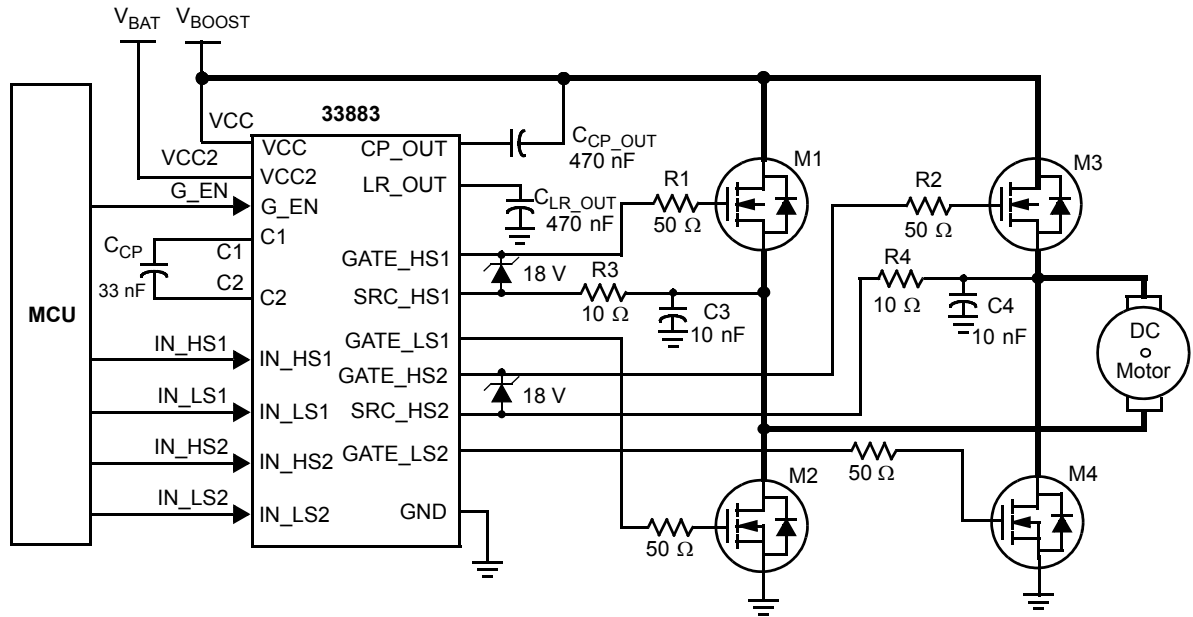 VBAT
VBOOST
33883
VCC
VCC
CP_OUT
CCP_OUT
470 nF
M1
M3
VCC2
VCC2
LR_OUT
CLR_OUT
470 nF
R1
50 Ω
R2
50 Ω
G_EN
G_EN
C1
C1
CCP
33 nF
C2
C2
GATE_HS1
18 V
SRC_HS1
R3
10 Ω
C3
10 nF
R4
10 Ω
C4
10 nF
MCU
DC
Motor
GATE_LS1
IN_HS1
IN_HS1
GATE_HS2
18 V
SRC_HS2
IN_LS1
IN_LS1
IN_HS2
IN_HS2
GATE_LS2
50 Ω
M2
M4
IN_LS2
IN_LS2
GND
50 Ω